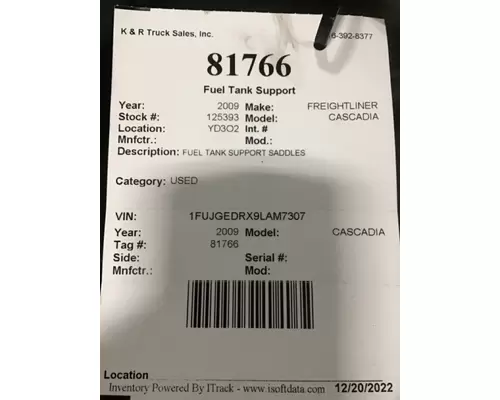 K & R Truck Sales, Inc. 6-392-8377
81766
Fuel Tank Support
Year: 2009 Make: FREIGHTLINER
Stock #: 125393 Model: CASCADIA
Location: YD3O2 Int. #
Mnfctr.: Mod.:
Description: FUEL TANK SUPPORT SADDLES
Category: USED
VIN: 1FUJGEDRX9LAM7307
Year: 2009 Model: CASCADIA
Tag #: 81766
Side: Serial #:
Mnfctr.: Mod:
Location
Inventory Powered By ITrack - www.isoftdata.com 12/20/2022